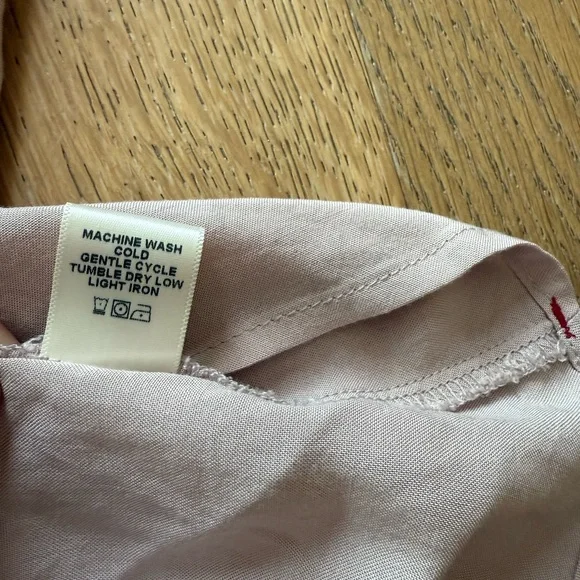 MACHINE WASH
COLD
GENTLE CYCLE
TUMBLE DRY LOW
LIGHT IRON